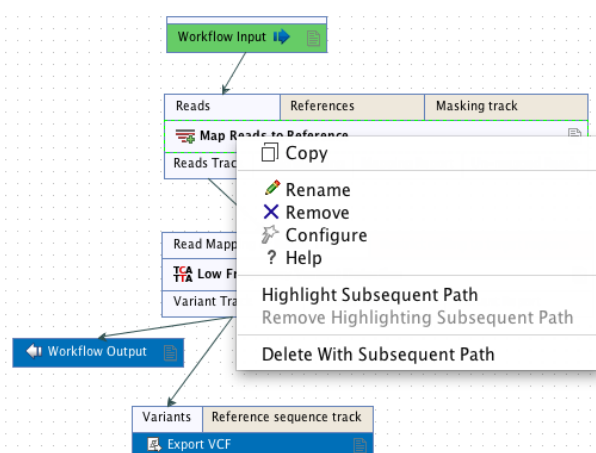 Workflow Input
Reads References Masking track
Map Reads to Reference
Reads Trac
Copy
Rename
Remove
Configure
? Help
Highlight Subsequent Path
Remove Highlighting Subsequent Path
Delete With Subsequent Path
Read Mapp
TCA
TTA
Low Fr
Variant Tra
Workflow Output
Variants Reference sequence track
Export VCF